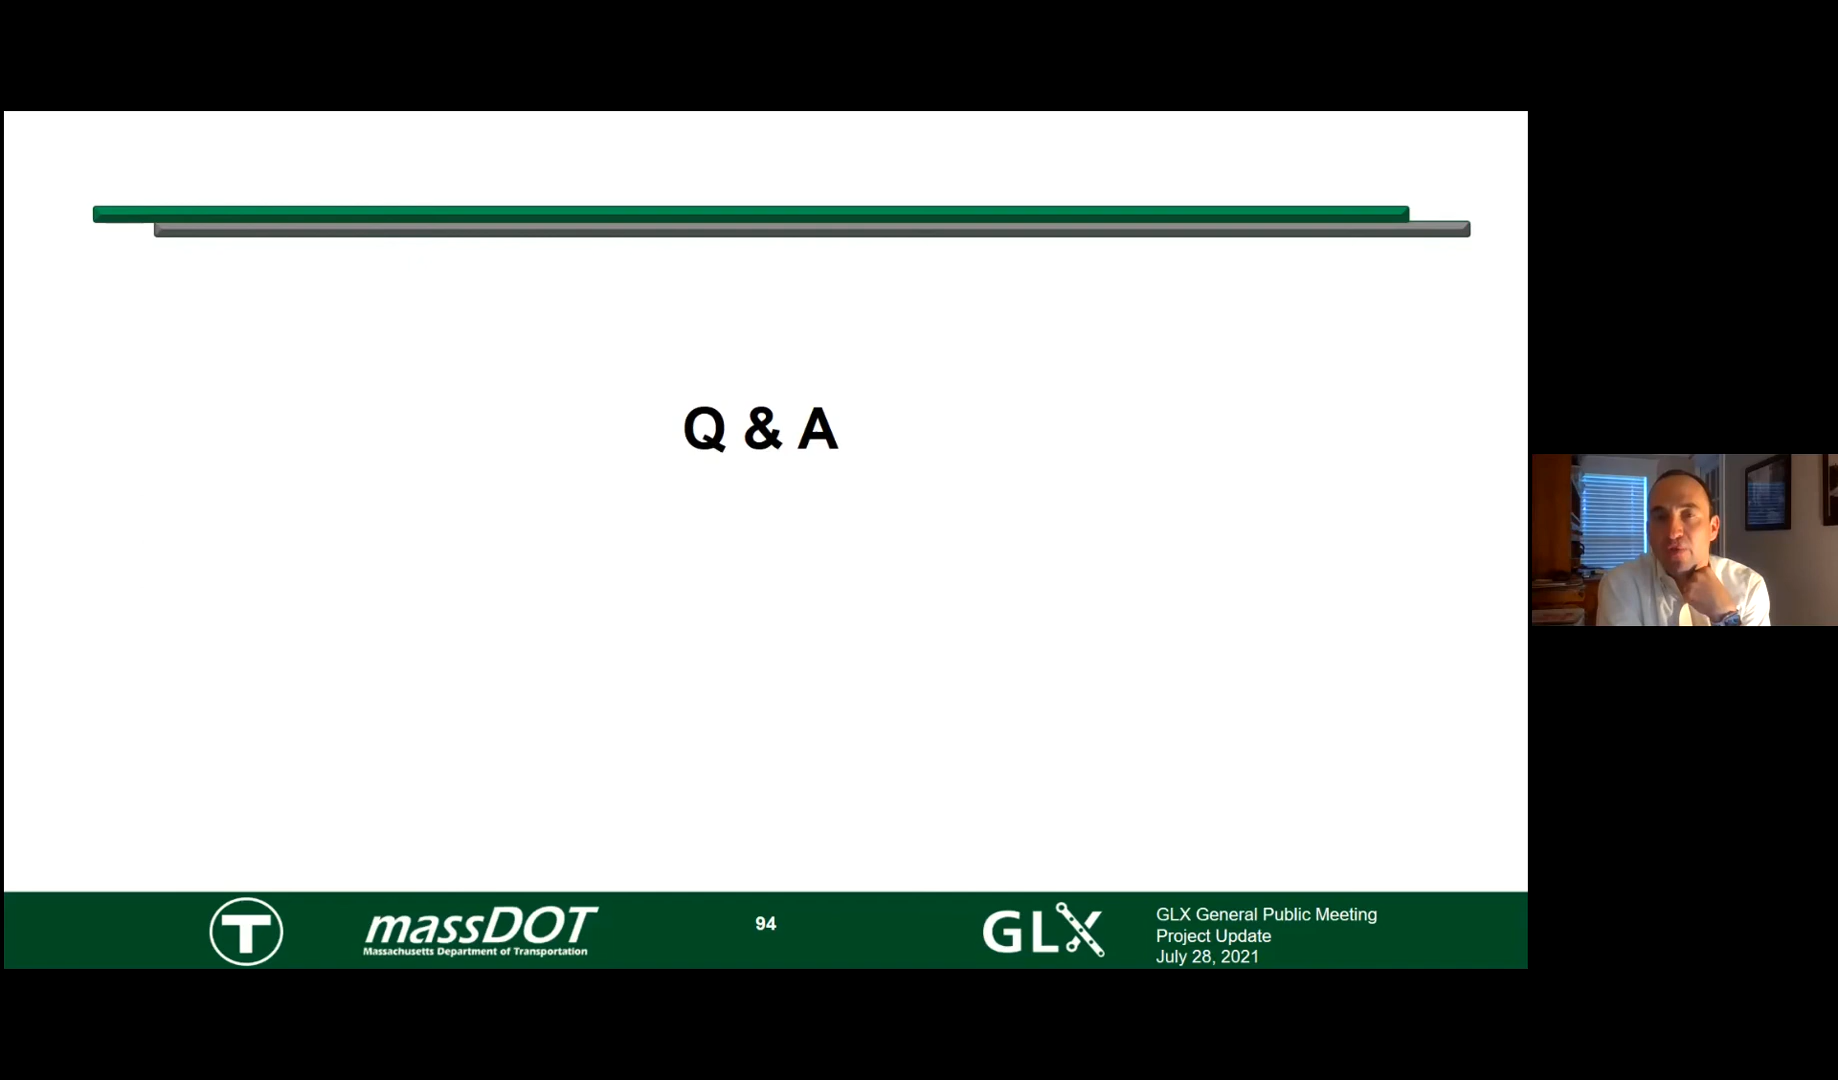 Q & A
T
massDOT
Massachusetts Department of Transportation
94
GLX
GLX General Public Meeting
Project Update
July 28, 2021